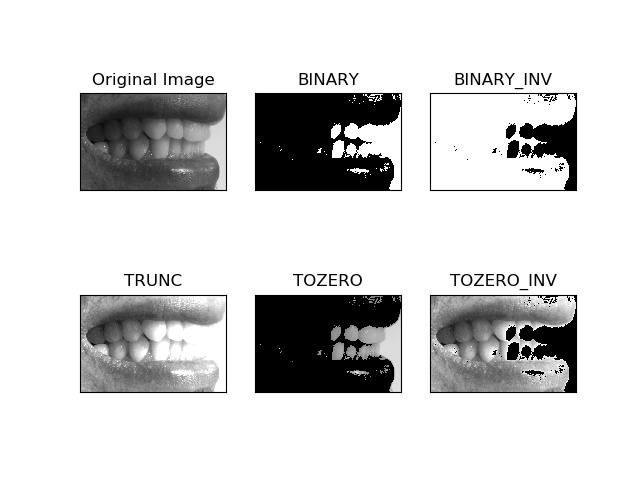 Original Image
BINARY
BINARY_INV
TRUNC
TOZERO
TOZERO_INV